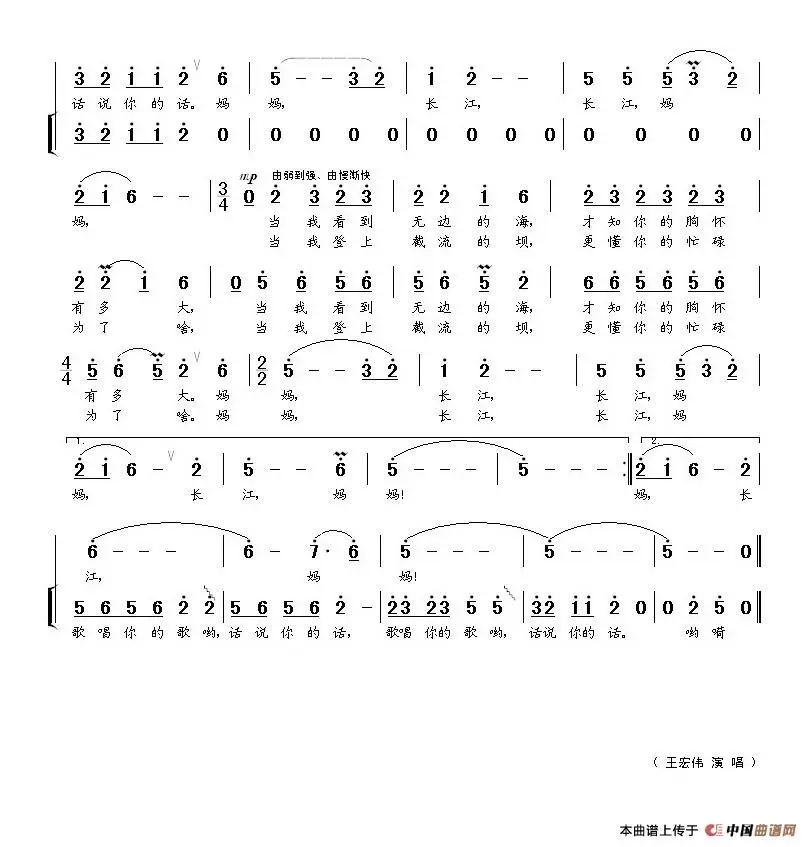 3 2 1 1 2 V 6 | 5 - - 3 2 | 1 2 - - | 5 5 5 3 2
话说你的话。妈 妈, 长江, 长江,妈
3 2 1 1 2 0 0 | 0 0 0 0 | 0 0 0 0 | 0 0 0 0
mp 由弱到强、由慢渐快
2 1 6 - - | 3/4 0 2 3 2 3 | 2 2 1 6 | 2 3 2 3 2 3
妈, 当我看到 无边的海, 才知你的胸怀
当我登上 截流的坝, 更懂你的忙碌
2 2 1 6 | 0 5 6 5 6 | 5 6 5 2 | 6 6 5 6 5 6
有多大, 当我看到 无边的海, 才知你的胸怀
为了啥, 当我登上 截流的坝, 更懂你的忙碌
4/4 5 6 5 2 V 6 | 2/2 5 - - 3 2 | 1 2 - - | 5 5 5 3 2
有多大。妈 妈, 长江, 长江,妈
为了啥。妈 妈, 长江, 长江,妈
1. 2.
2 1 6 - V 2 | 5 - - 6 | 5 - - - | 5 - - - :| 2 1 6 - 2
妈, 长 江, 妈 妈! 妈, 长
6 - - - | 6 - 7· 6 | 5 - - - | 5 - - - | 5 - - 0
江, 妈 妈!
5 6 5 6 2 2 | 5 5 6 5 6 2 - | 23 23 5 5 | 32 11 2 0 | 0 2 5 0
歌唱你的歌哟, 话说你的话, 歌唱你的歌哟, 话说你的话。 哟嗬
（ 王宏伟 演 唱 ）
本曲谱上传于 中国曲谱网